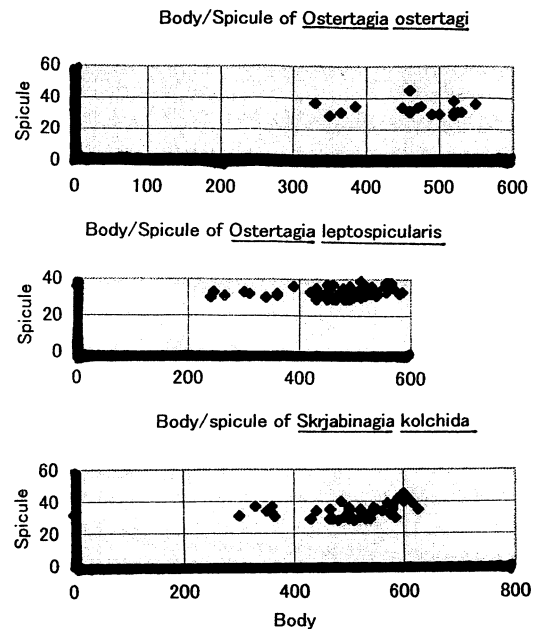 Body/Spicule of Ostertagia ostertagi
60
40
20
0
Spicule
0 100 200 300 400 500 600
Body/Spicule of Ostertagia leptospicularis
40
20
0
Spicule
0 200 400 600
Body/spicule of Skrjabinagia kolchida
60
40
20
0
Spicule
0 200 400 600 800
Body